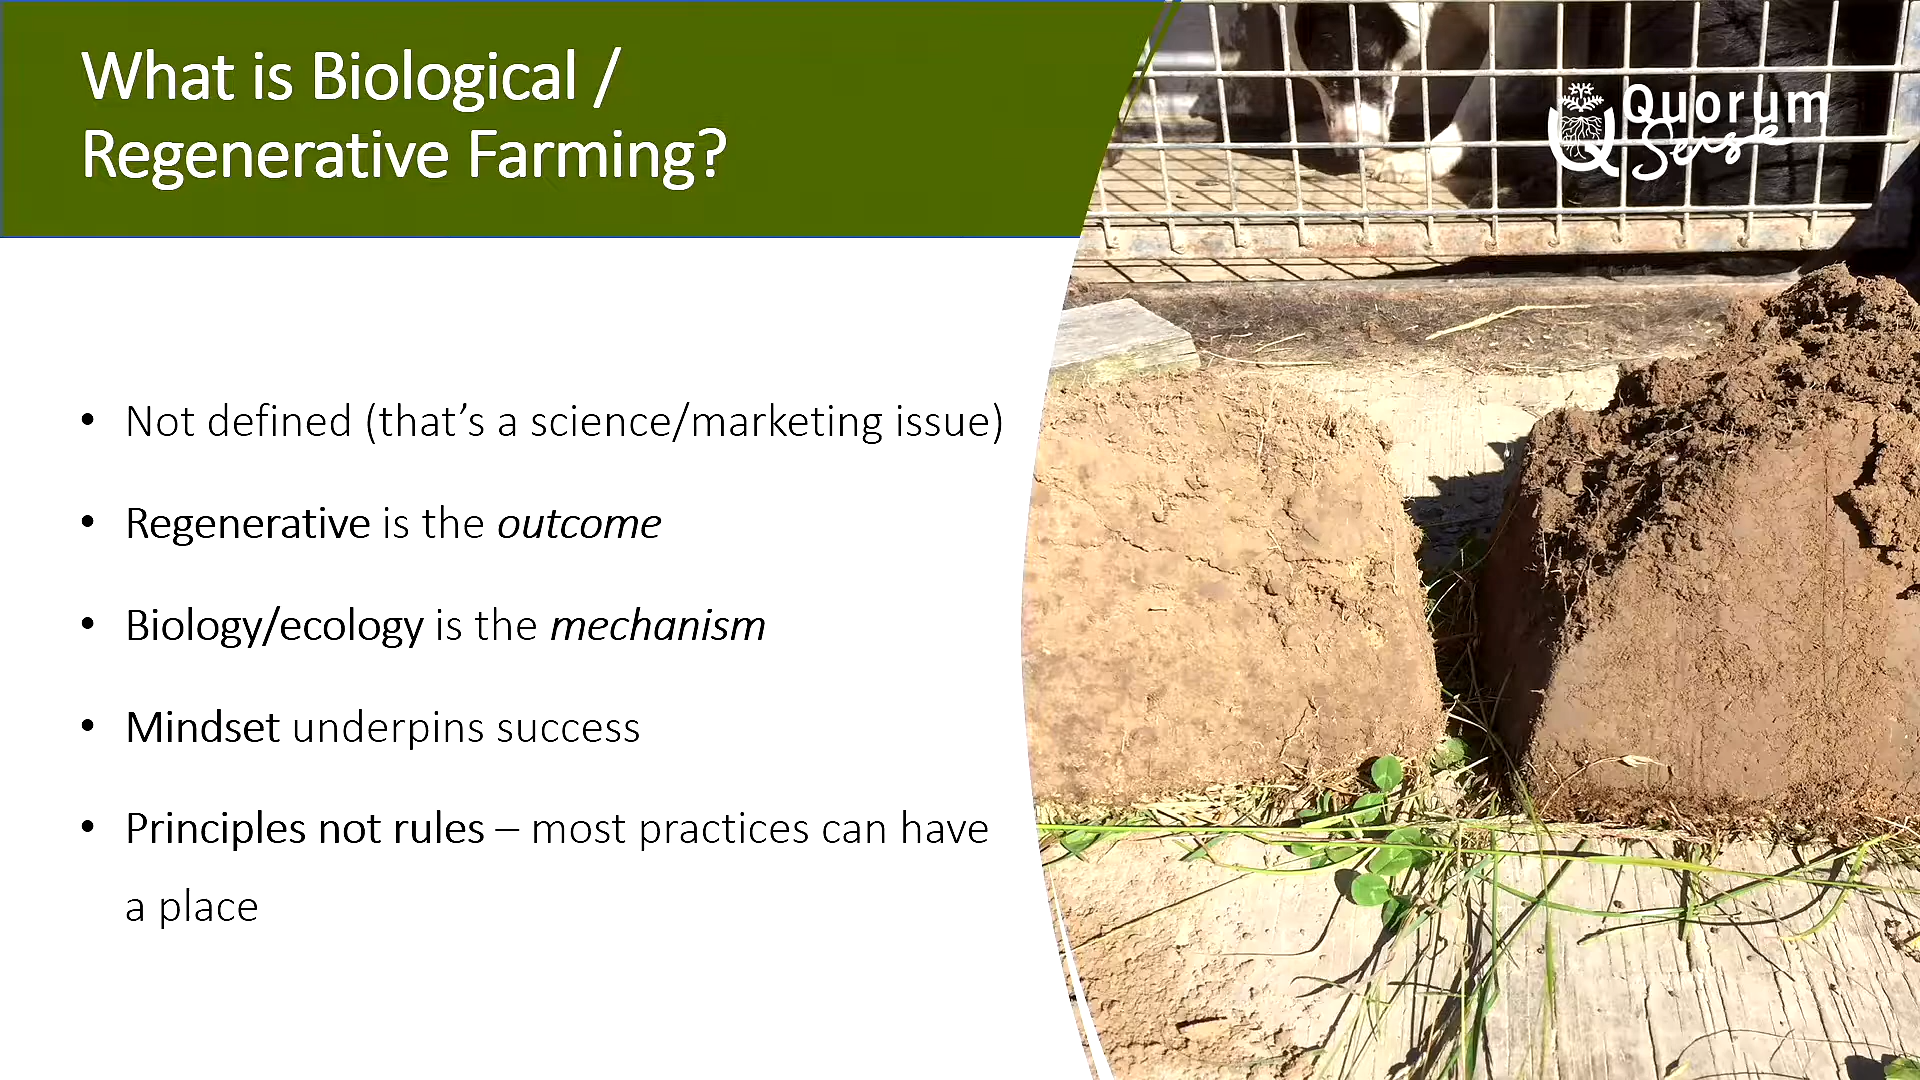 What is Biological /
Regenerative Farming?
Quorum
Sense
• Not defined (that’s a science/marketing issue)
• Regenerative is the outcome
• Biology/ecology is the mechanism
• Mindset underpins success
• Principles not rules – most practices can have
a place